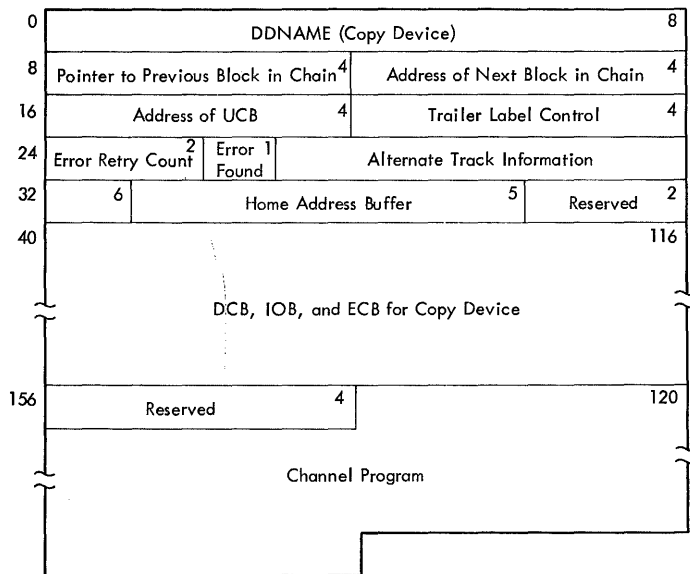 0 DDNAME (Copy Device) 8
8 Pointer to Previous Block in Chain 4 Address of Next Block in Chain 4
16 Address of UCB 4 Trailer Label Control 4
24 Error Retry Count 2 Error Found 1 Alternate Track Information
32 6 Home Address Buffer 5 Reserved 2
40 116
DCB, IOB, and ECB for Copy Device
156 Reserved 4 120
Channel Program